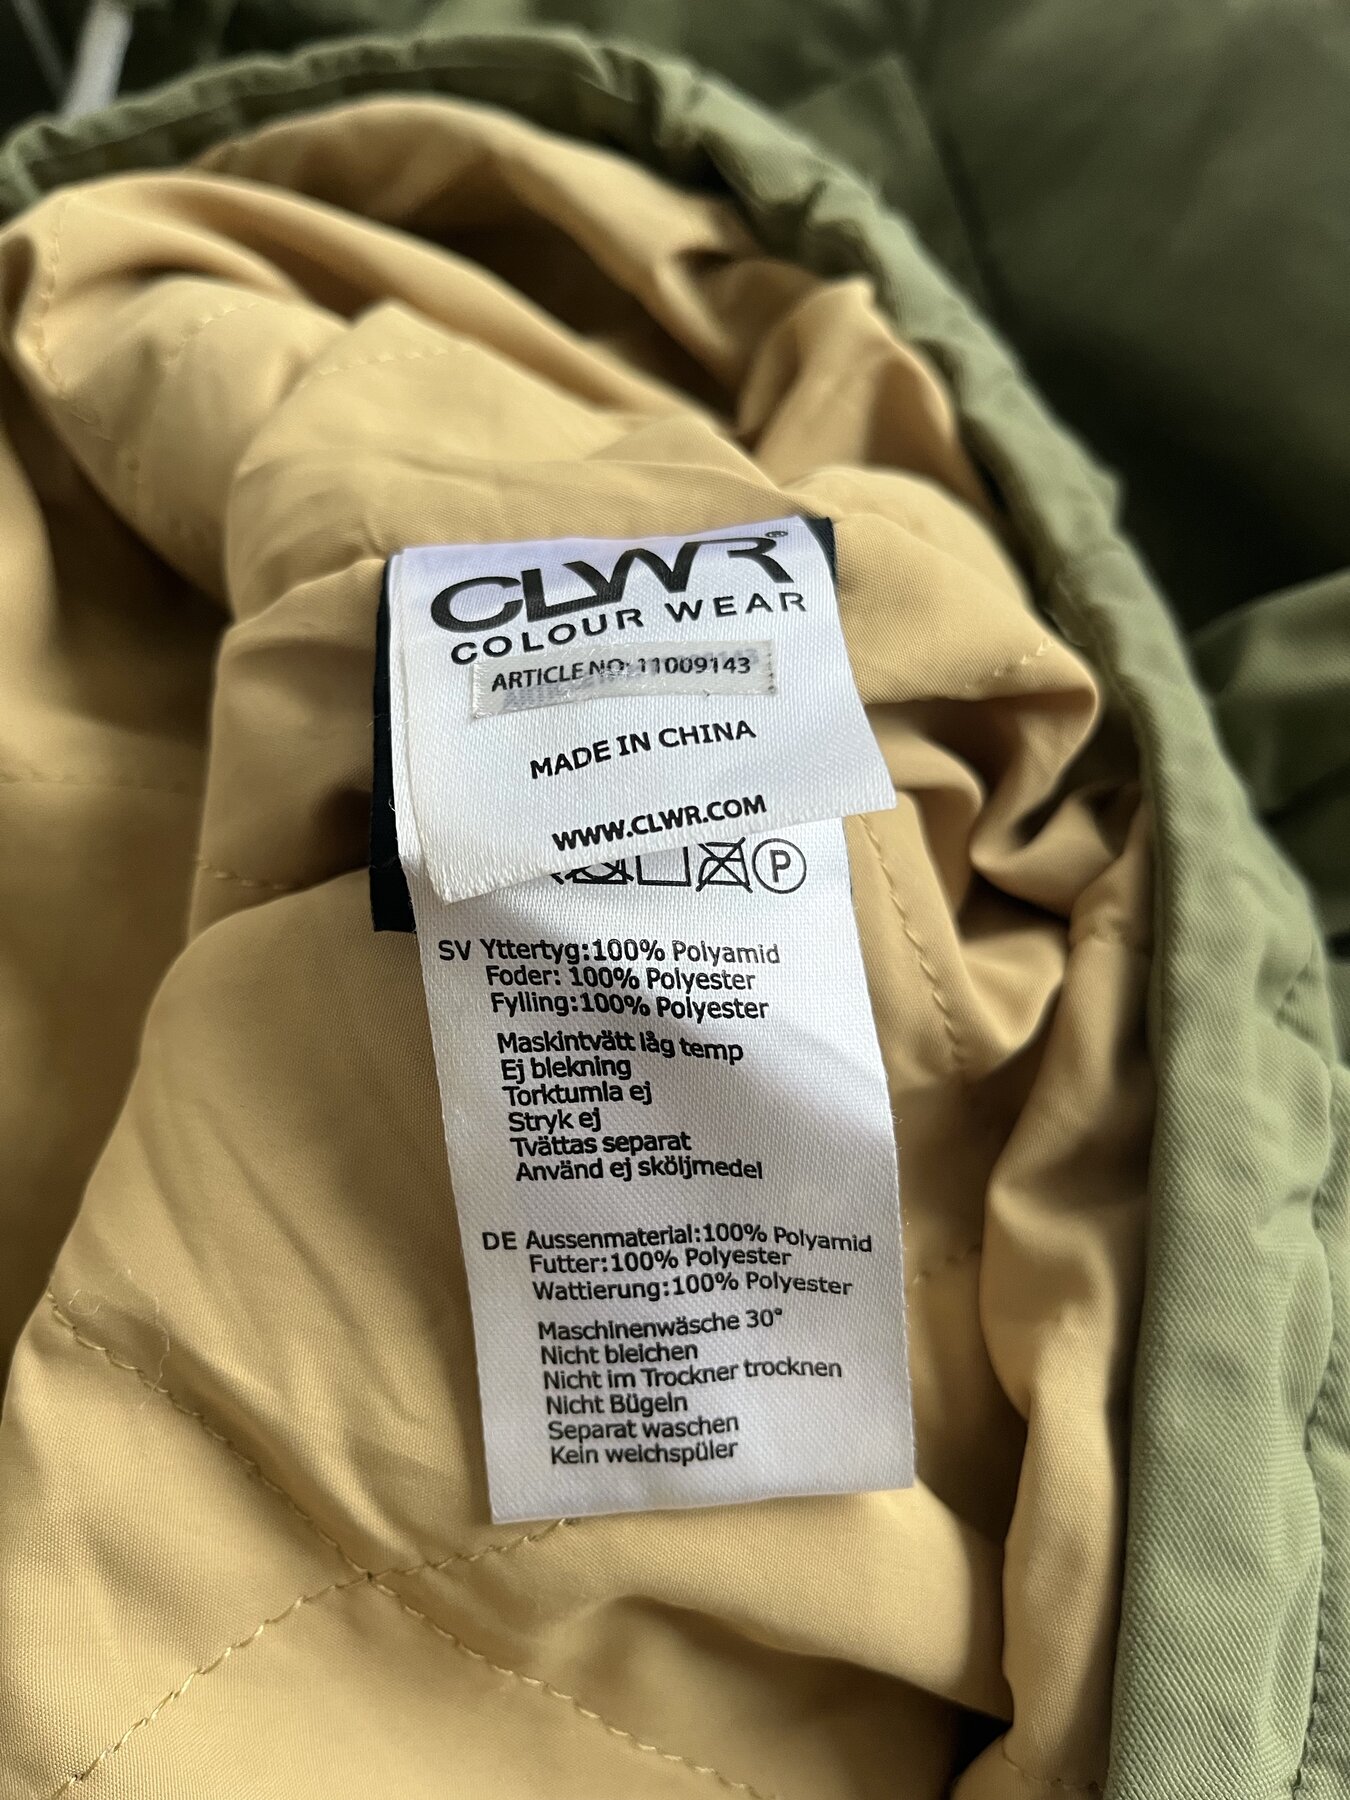 CLWR®
COLOUR WEAR
ARTICLE NO: 11009143
MADE IN CHINA
WWW.CLWR.COM
P
SV Yttertyg:100% Polyamid
Foder: 100% Polyester
Fylling:100% Polyester
Maskintvätt låg temp
Ej blekning
Torktumla ej
Stryk ej
Tvättas separat
Använd ej sköljmedel
DE Aussenmaterial:100% Polyamid
Futter:100% Polyester
Wattierung:100% Polyester
Maschinenwäsche 30°
Nicht bleichen
Nicht im Trockner trocknen
Nicht Bügeln
Separat waschen
Kein weichspüler